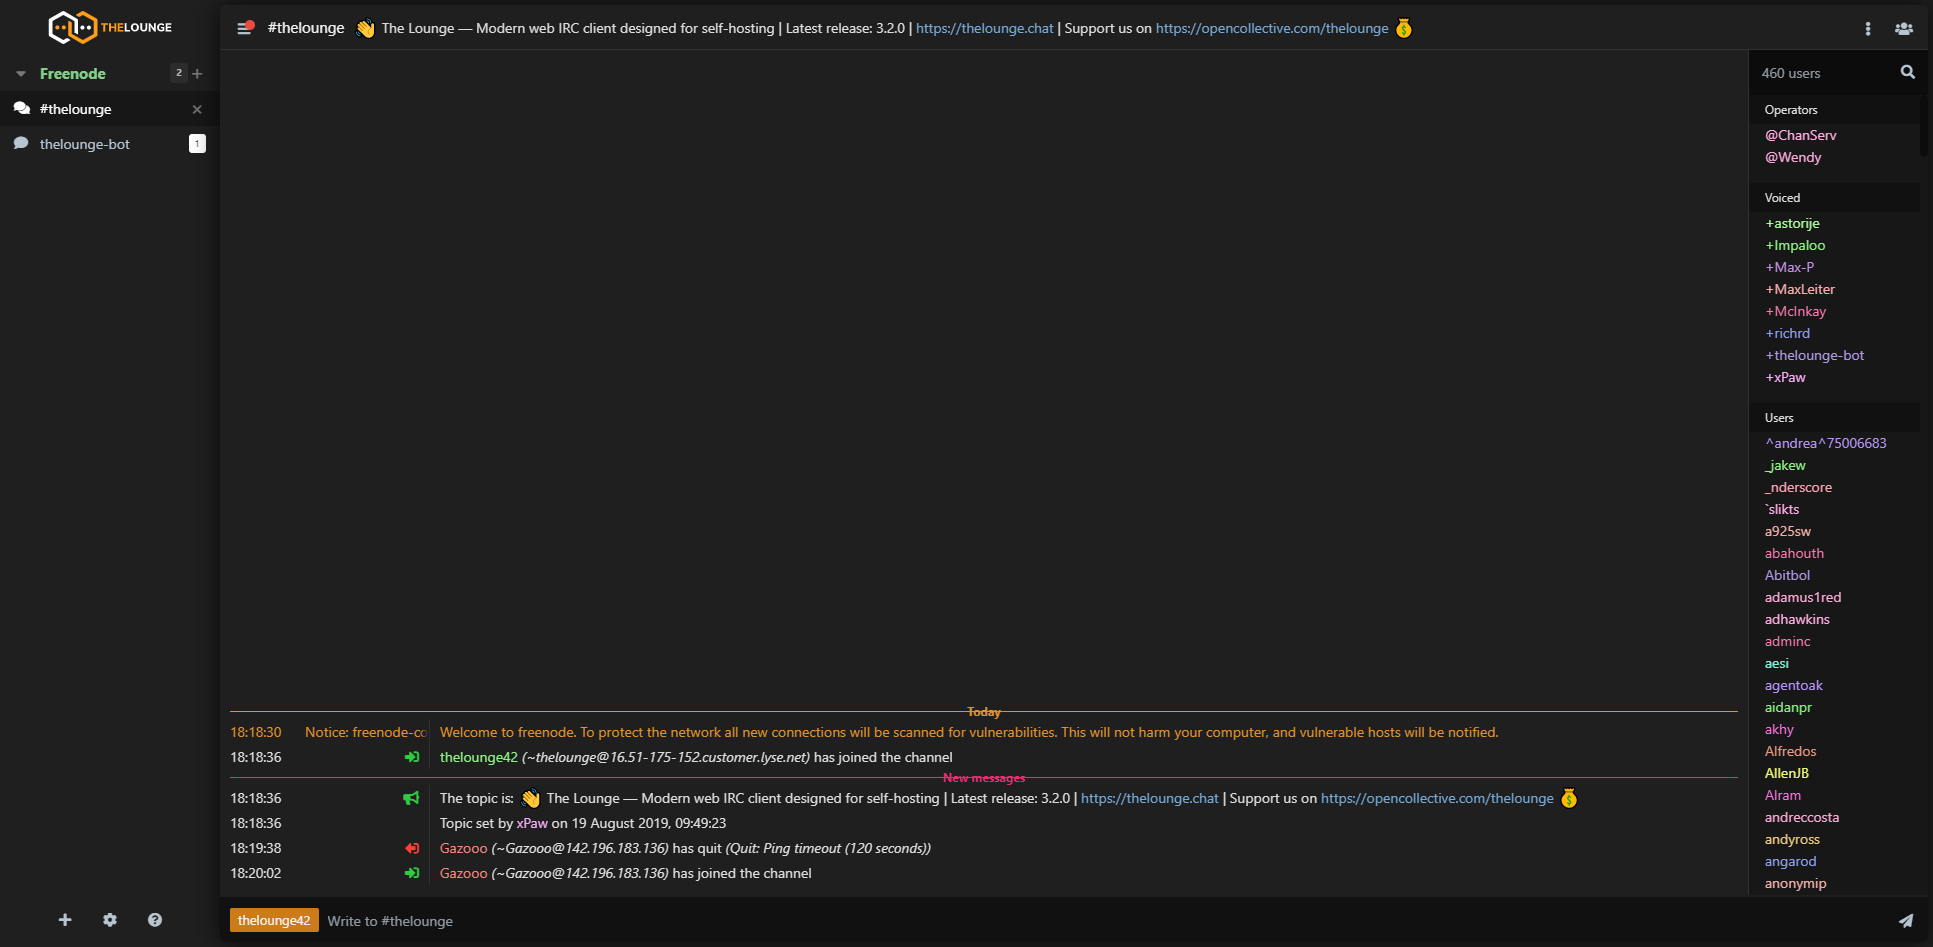 THELOUNGE
Freenode 2
#thelounge
thelounge-bot 1
#thelounge 👋 The Lounge — Modern web IRC client designed for self-hosting | Latest release: 3.2.0 | https://thelounge.chat | Support us on https://opencollective.com/thelounge 💰
Today
18:18:30 Notice: freenode-co Welcome to freenode. To protect the network all new connections will be scanned for vulnerabilities. This will not harm your computer, and vulnerable hosts will be notified.
18:18:36 thelounge42 (~thelounge@16.51-175-152.customer.lyse.net) has joined the channel
New messages
18:18:36 The topic is: 👋 The Lounge — Modern web IRC client designed for self-hosting | Latest release: 3.2.0 | https://thelounge.chat | Support us on https://opencollective.com/thelounge 💰
18:18:36 Topic set by xPaw on 19 August 2019, 09:49:23
18:19:38 Gazooo (~Gazooo@142.196.183.136) has quit (Quit: Ping timeout (120 seconds))
18:20:02 Gazooo (~Gazooo@142.196.183.136) has joined the channel
thelounge42 Write to #thelounge
460 users
Operators
@ChanServ
@Wendy
Voiced
+astorije
+Impaloo
+Max-P
+MaxLeiter
+McInkay
+richrd
+thelounge-bot
+xPaw
Users
^andrea^75006683
_jakew
_nderscore
`slikts
a925sw
abahouth
Abitbol
adamus1red
adhawkins
adminc
aesi
agentoak
aidanpr
akhy
Alfredos
AllenJB
Alram
andreccosta
andyross
angarod
anonymip